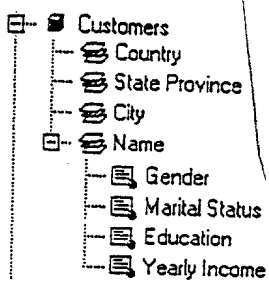 Customers
Country
State Province
City
Name
Gender
Marital Status
Education
Yearly Income